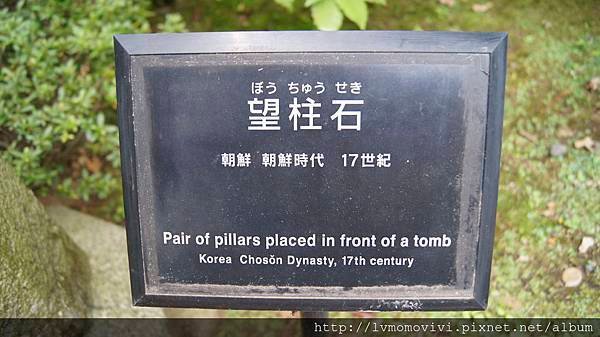 ぼう ちゅう せき
望柱石
朝鮮 朝鮮時代 17世紀
Pair of pillars placed in front of a tomb
Korea Chosŏn Dynasty, 17th century
http://lvmomovivi.pixnet.net/album